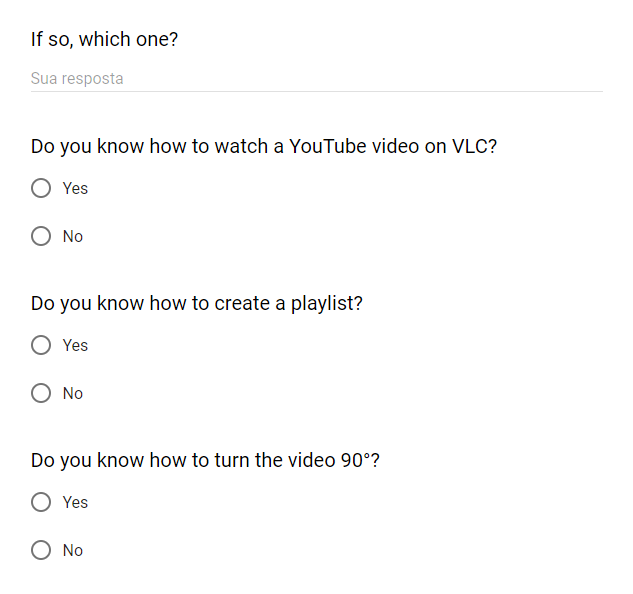 If so, which one?
Sua resposta
Do you know how to watch a YouTube video on VLC?
Yes
No
Do you know how to create a playlist?
Yes
No
Do you know how to turn the video 90°?
Yes
No